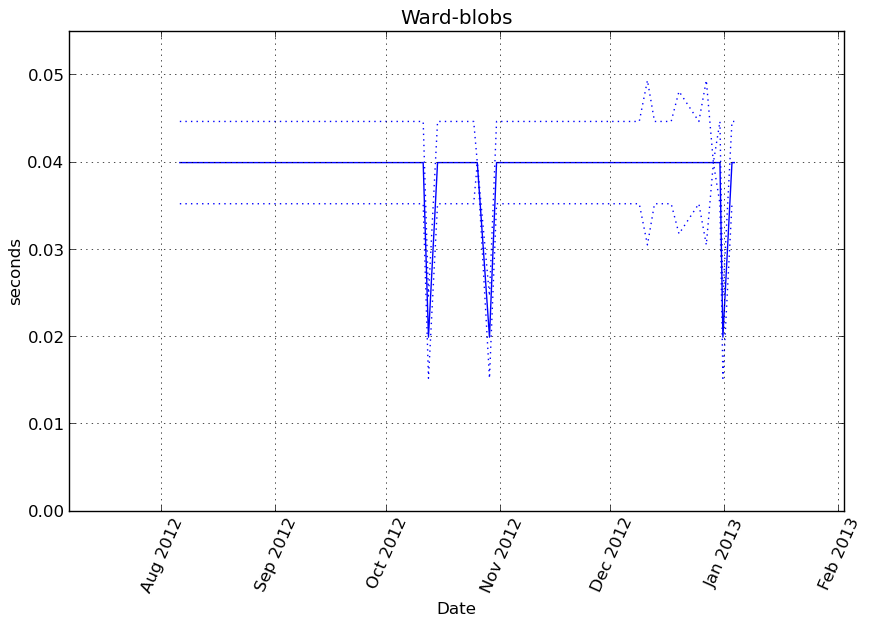 Ward-blobs
0.05
0.04
0.03
0.02
0.01
0.00
seconds
Aug 2012
Sep 2012
Oct 2012
Nov 2012
Dec 2012
Jan 2013
Feb 2013
Date